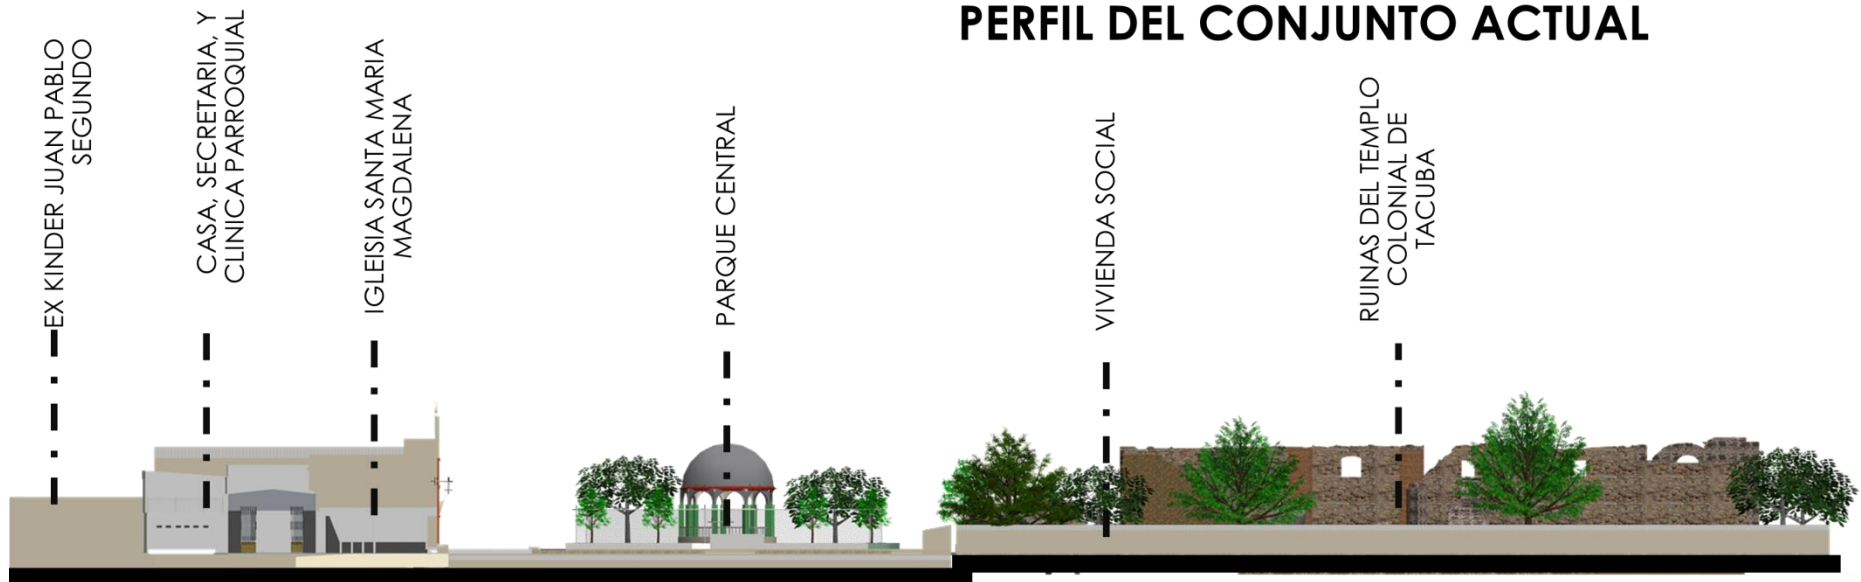 PERFIL DEL CONJUNTO ACTUAL
EX KINDER JUAN PABLO
SEGUNDO
CASA, SECRETARIA, Y
CLINICA PARROQUIAL
IGLEISIA SANTA MARIA
MAGDALENA
PARQUE CENTRAL
VIVIENDA SOCIAL
RUINAS DEL TEMPLO
COLONIAL DE
TACUBA